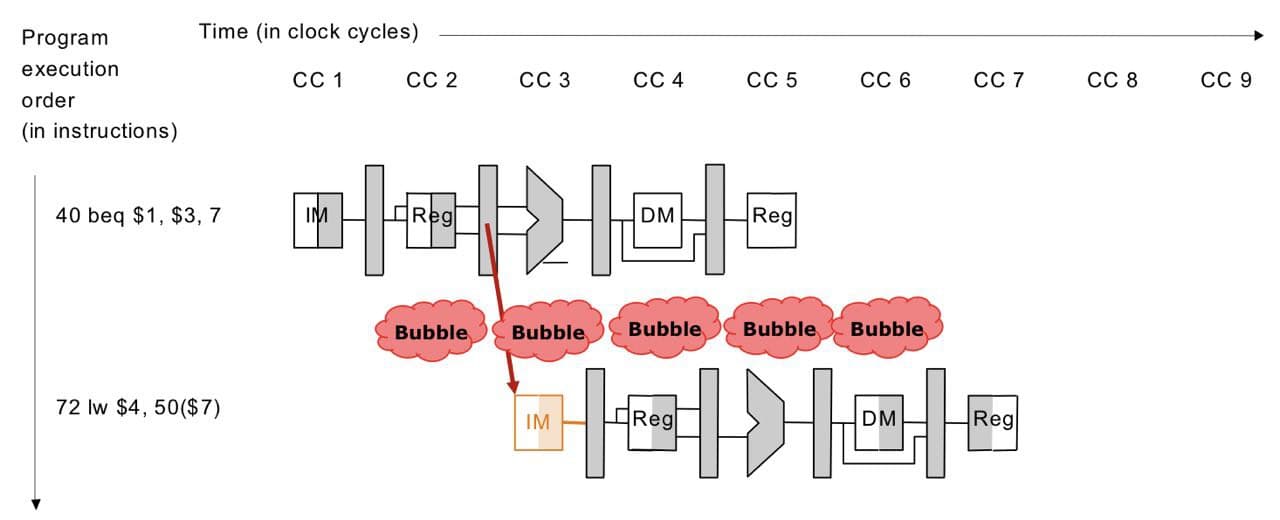 Program
execution
order
(in instructions)
Time (in clock cycles)
CC 1 CC 2 CC 3 CC 4 CC 5 CC 6 CC 7 CC 8 CC 9
40 beq $1, $3, 7
IM Reg DM Reg
Bubble Bubble Bubble Bubble Bubble
72 lw $4, 50($7)
IM Reg DM Reg